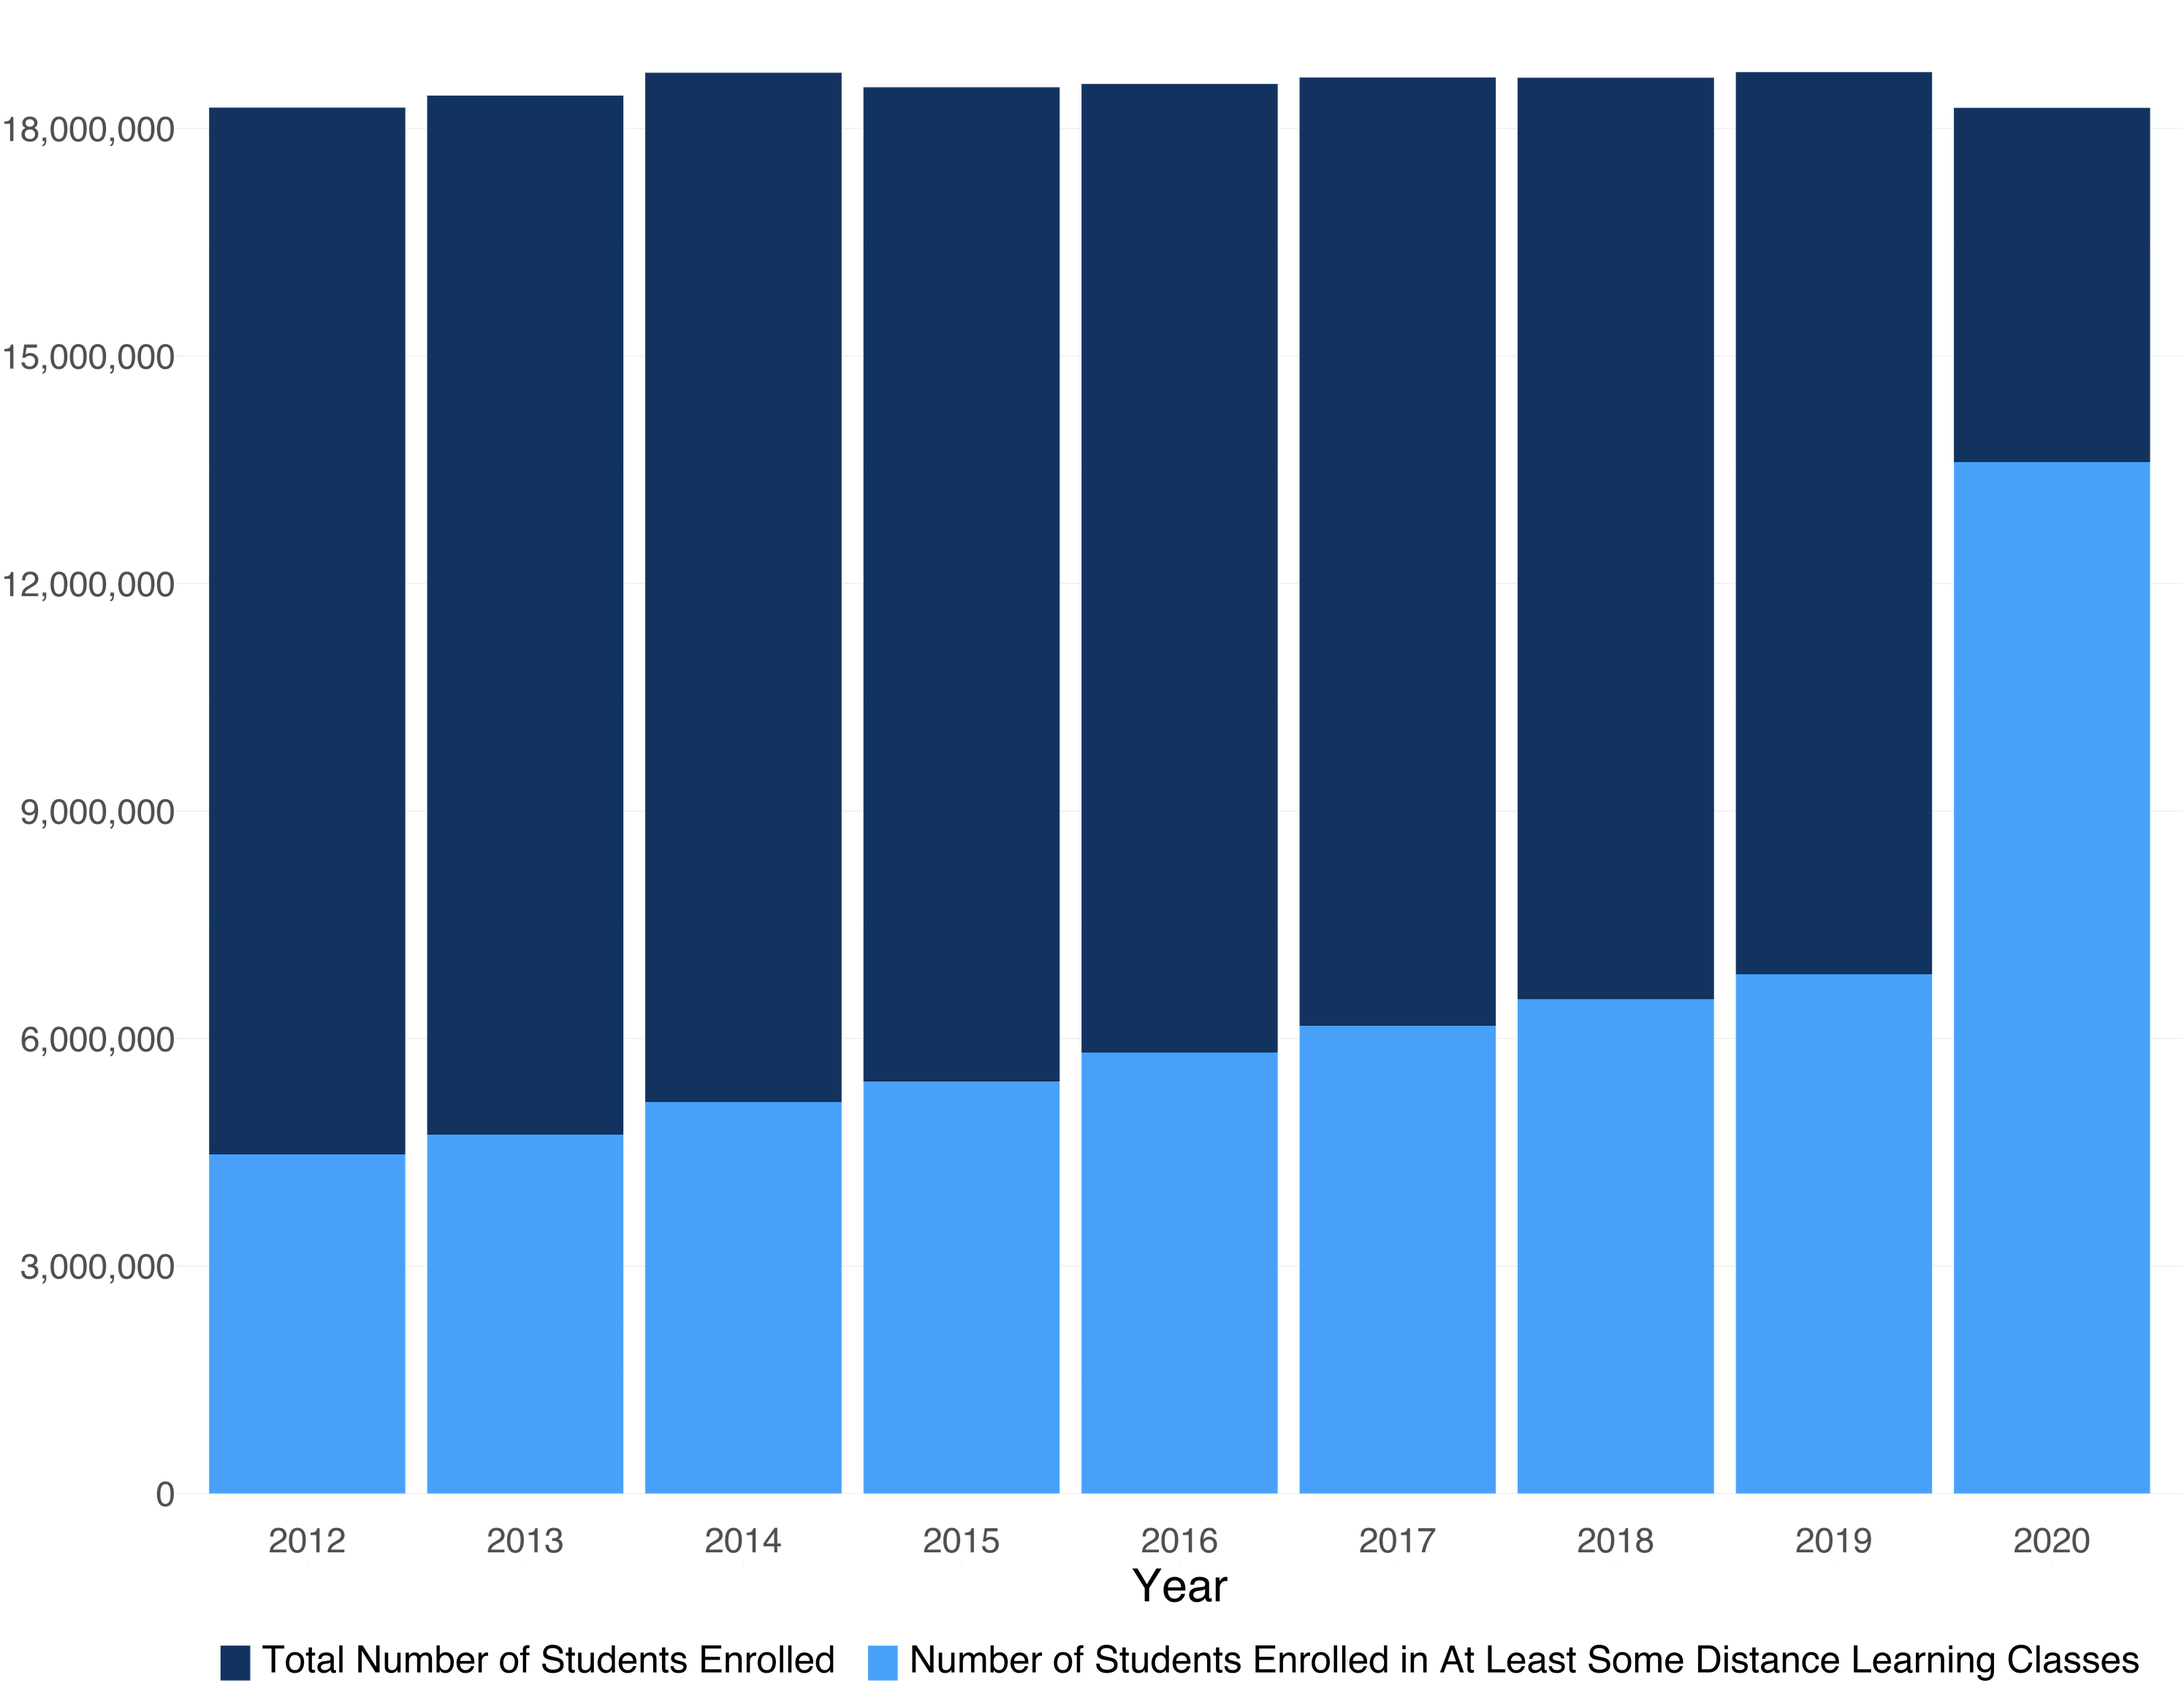 18,000,000
15,000,000
12,000,000
9,000,000
6,000,000
3,000,000
0
2012 2013 2014 2015 2016 2017 2018 2019 2020
Year
Total Number of Students Enrolled Number of Students Enrolled in At Least Some Distance Learning Classes